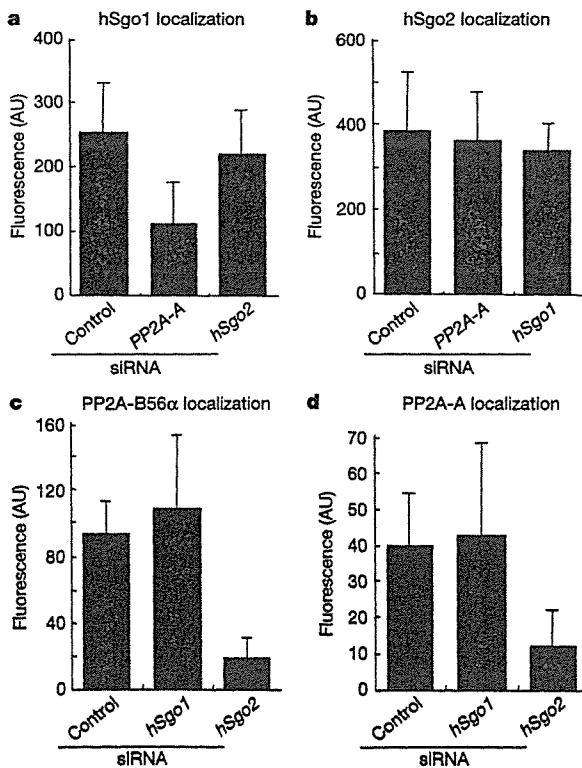 a
hSgo1 localization
Fluorescence (AU)
400
300
200
100
0
Control
PP2A-A
hSgo2
siRNA
b
hSgo2 localization
Fluorescence (AU)
600
400
200
0
Control
PP2A-A
hSgo1
siRNA
c
PP2A-B56α localization
Fluorescence (AU)
160
120
80
40
0
Control
hSgo1
hSgo2
siRNA
d
PP2A-A localization
Fluorescence (AU)
70
60
50
40
30
20
10
0
Control
hSgo1
hSgo2
siRNA